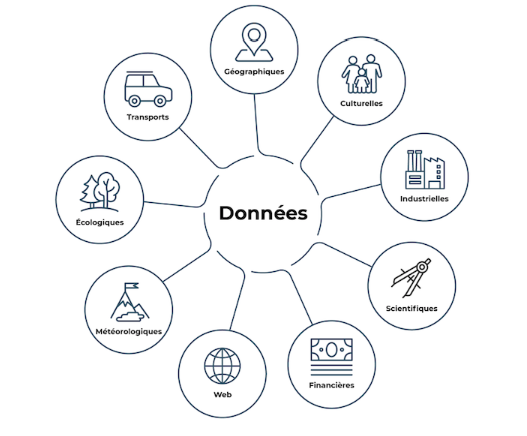 Géographiques
Culturelles
Transports
Industrielles
Données
Écologiques
Scientifiques
Météorologiques
Financières
Web